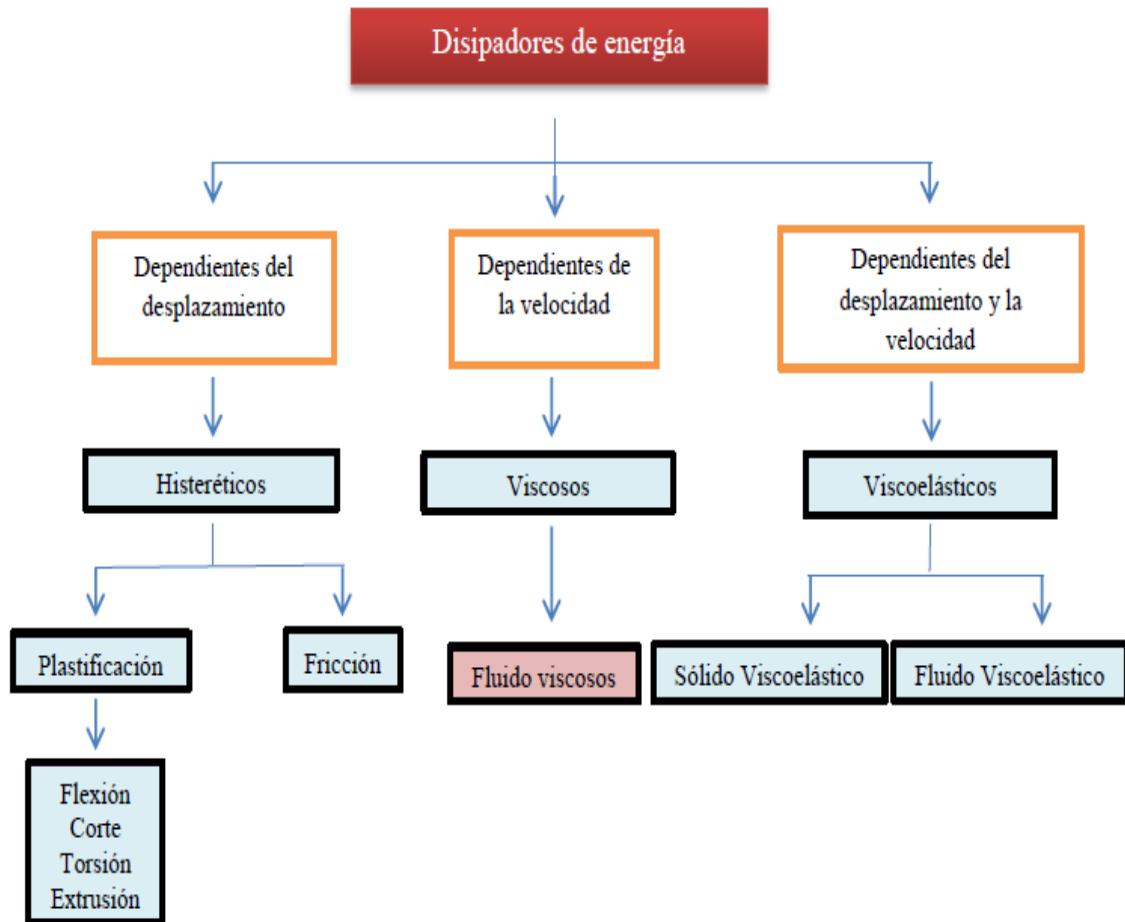 Disipadores de energía
Dependientes del
desplazamiento
Dependientes de
la velocidad
Dependientes del
desplazamiento y la
velocidad
Histeréticos
Viscosos
Viscoelásticos
Plastificación
Fricción
Fluido viscosos
Sólido Viscoelástico
Fluido Viscoelástico
Flexión
Corte
Torsión
Extrusión